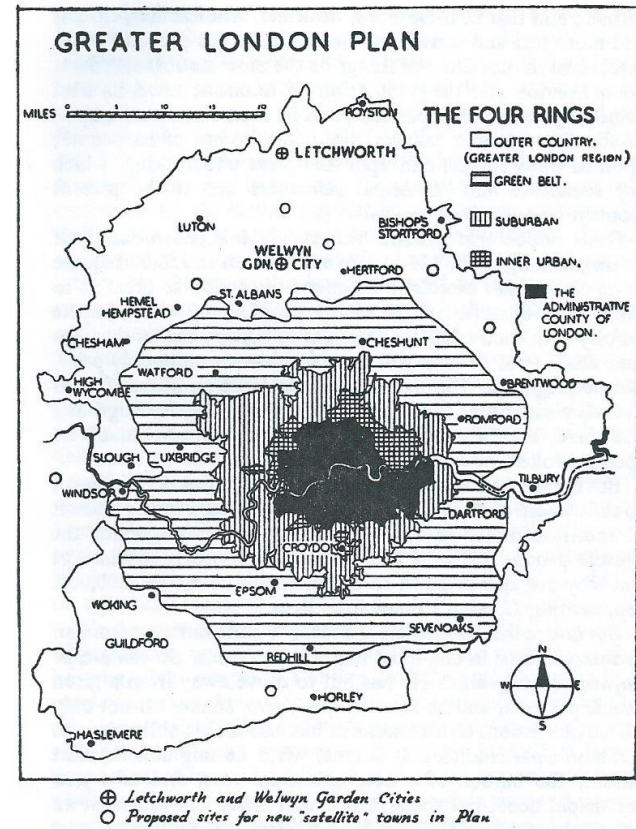 GREATER LONDON PLAN
MILES 0 5 10 15
THE FOUR RINGS
OUTER COUNTRY.
(GREATER LONDON REGION)
GREEN BELT.
SUBURBAN.
INNER URBAN.
THE
ADMINISTRATIVE
COUNTY OF
LONDON.
ROYSTON
LETCHWORTH
LUTON
BISHOP'S
STORTFORD
WELWYN
GDN. CITY
HERTFORD
HEMEL
HEMPSTEAD
ST. ALBANS
CHESHAM
CHESHUNT
WATFORD
HIGH
WYCOMBE
BRENTWOOD
ROMFORD
SLOUGH
UXBRIDGE
TILBURY
WINDSOR
DARTFORD
CROYDON
EPSOM
WOKING
SEVENOAKS
GUILDFORD
REDHILL
HORLEY
HASLEMERE
N
W
E
S
Letchworth and Welwyn Garden Cities
Proposed sites for new "satellite" towns in Plan